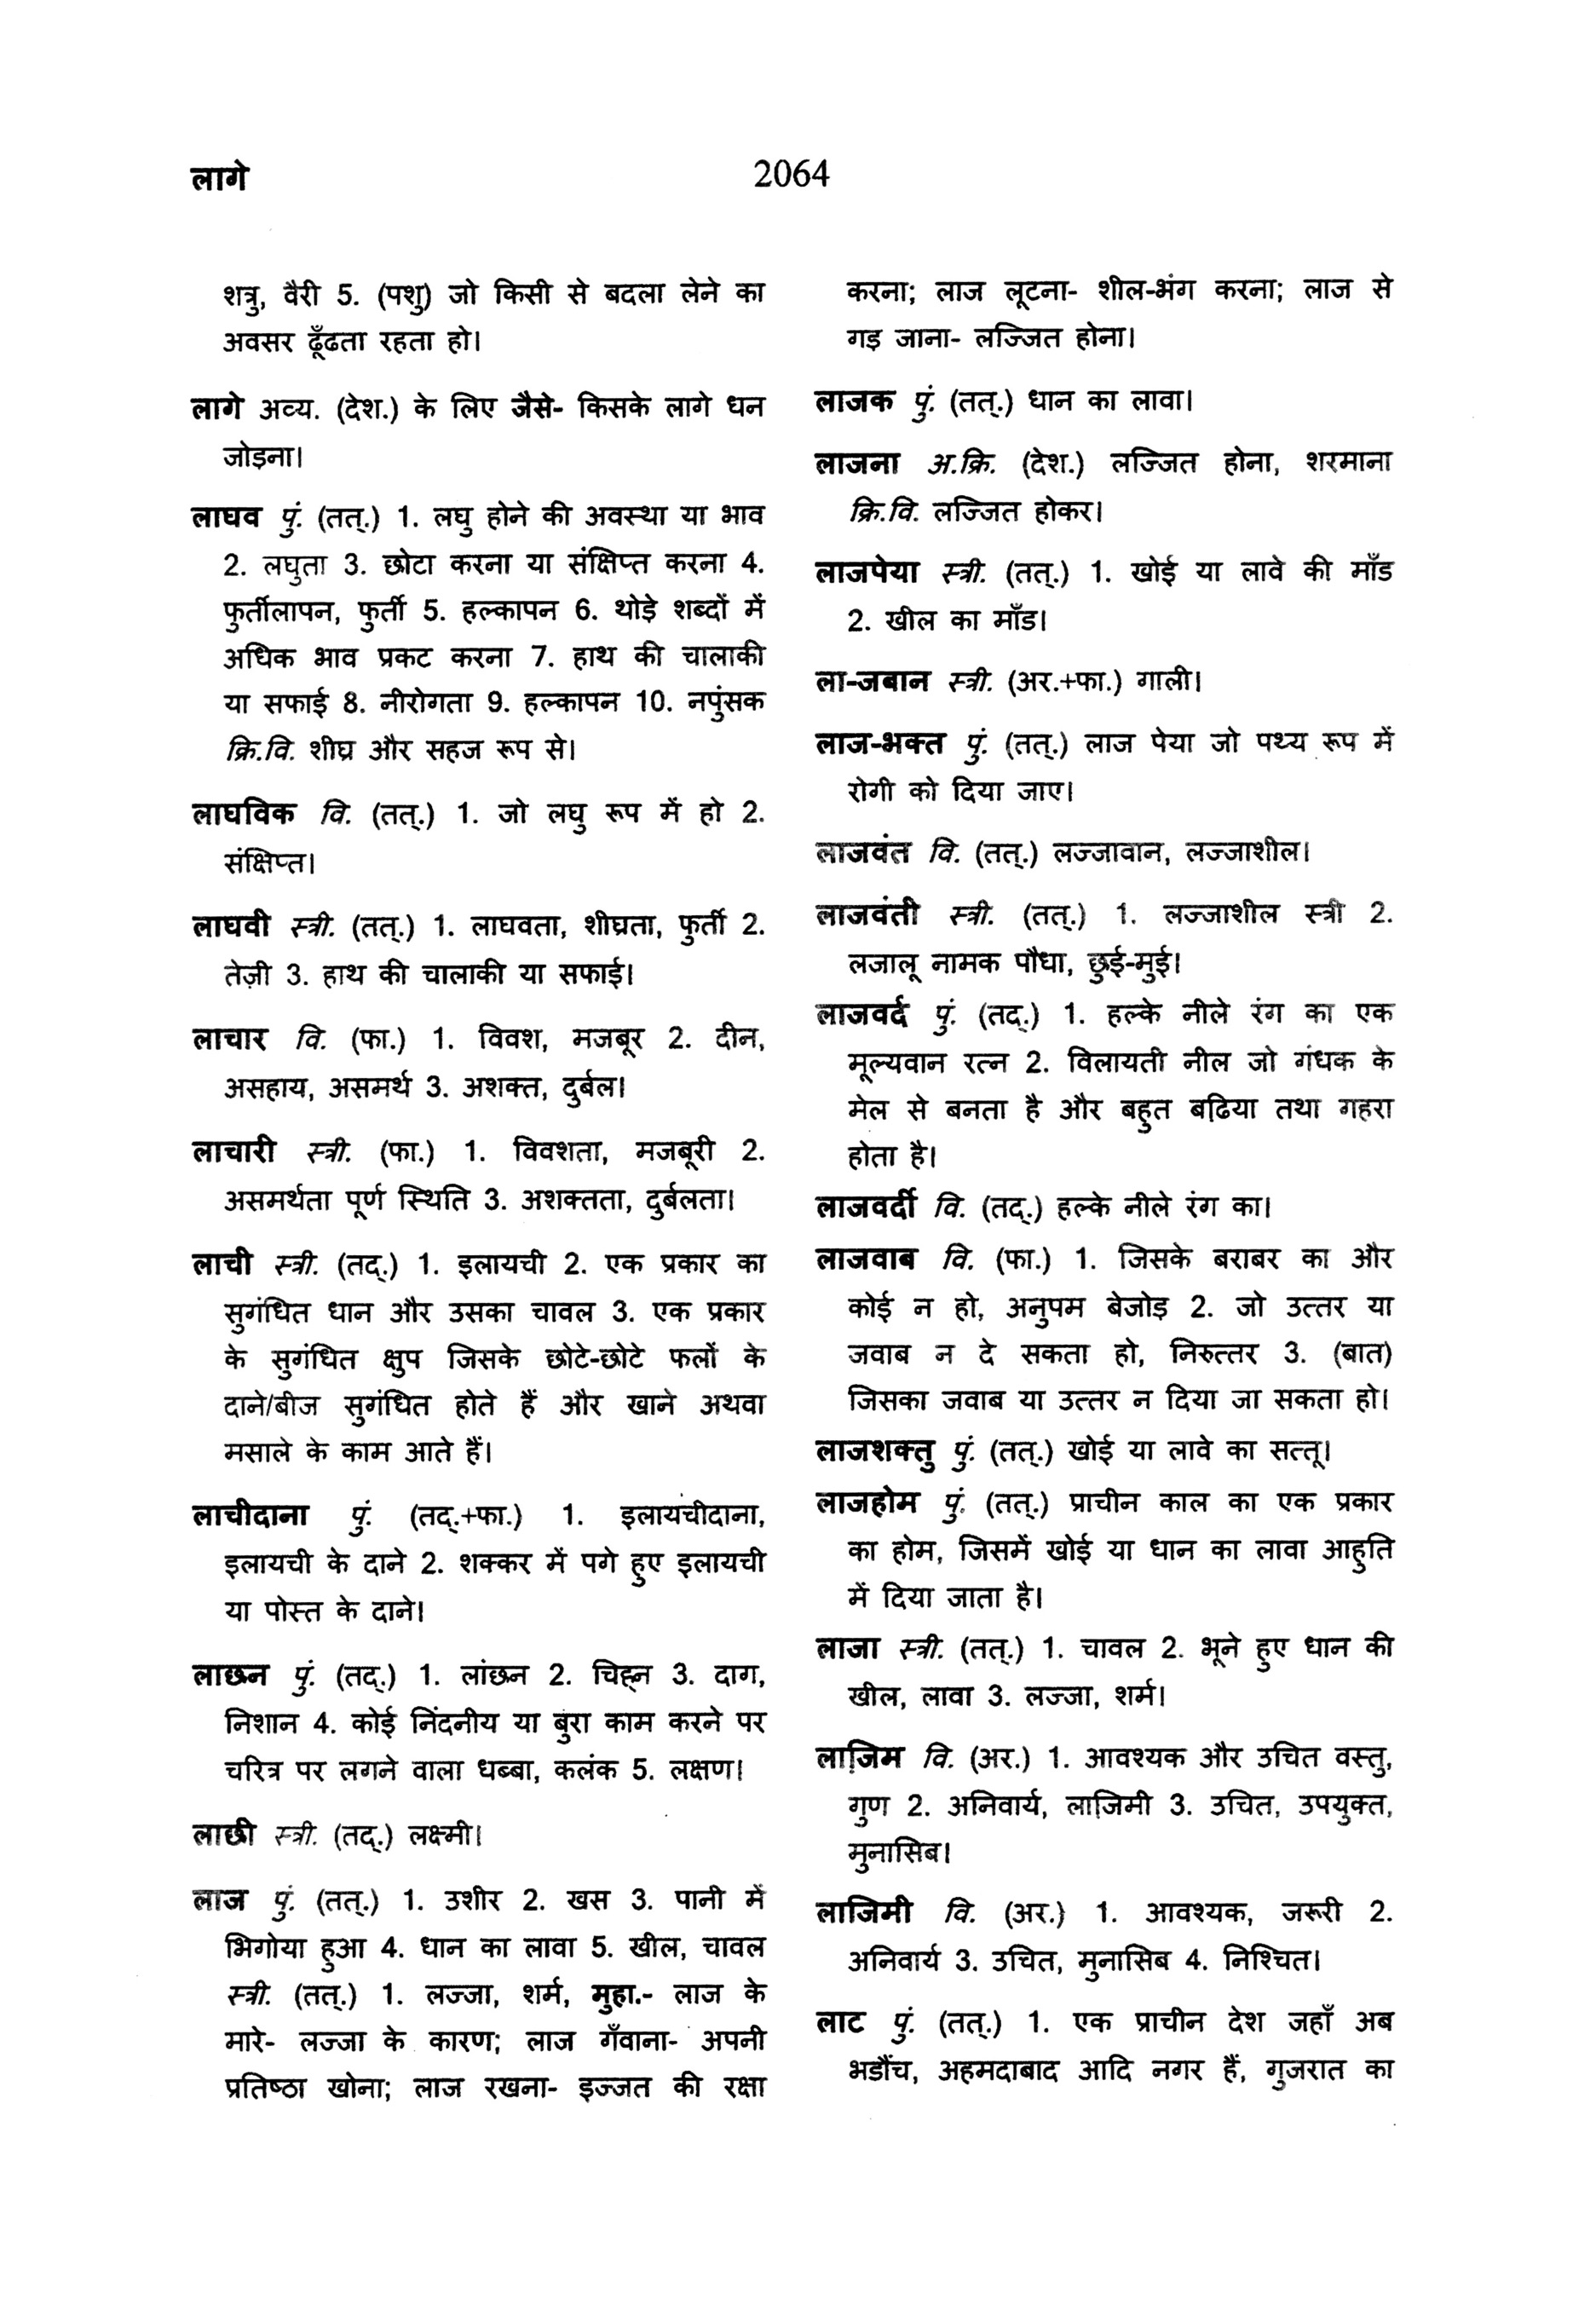 लागे
2064
शत्रु, वैरी 5. (पशु) जो किसी से बदला लेने का
अवसर ढूँढता रहता हो।
लागे अव्य. (देश.) के लिए जैसे- किसके लागे धन
जोड़ना।
लाघव पुं. (तत्.) 1. लघु होने की अवस्था या भाव
2. लघुता 3. छोटा करना या संक्षिप्त करना 4.
फुर्तीलापन, फुर्ती 5. हल्कापन 6. थोड़े शब्दों में
अधिक भाव प्रकट करना 7. हाथ की चालाकी
या सफाई 8. नीरोगता 9. हल्कापन 10. नपुंसक
क्रि.वि. शीघ्र और सहज रूप से।
लाघविक वि. (तत्.) 1. जो लघु रूप में हो 2.
संक्षिप्त।
लाघवी स्त्री. (तत्.) 1. लाघवता, शीघ्रता, फुर्ती 2.
तेज़ी 3. हाथ की चालाकी या सफाई।
लाचार वि. (फा.) 1. विवश, मजबूर 2. दीन,
असहाय, असमर्थ 3. अशक्त, दुर्बल।
लाचारी स्त्री. (फा.) 1. विवशता, मजबूरी 2.
असमर्थता पूर्ण स्थिति 3. अशक्तता, दुर्बलता।
लाची स्त्री. (तद्.) 1. इलायची 2. एक प्रकार का
सुगंधित धान और उसका चावल 3. एक प्रकार
के सुगंधित क्षुप जिसके छोटे-छोटे फलों के
दाने/बीज सुगंधित होते हैं और खाने अथवा
मसाले के काम आते हैं।
लाचीदाना पुं. (तद्.+फा.) 1. इलायचीदाना,
इलायची के दाने 2. शक्कर में पगे हुए इलायची
या पोस्त के दाने।
लाछन पुं. (तद्.) 1. लांछन 2. चिह्न 3. दाग,
निशान 4. कोई निंदनीय या बुरा काम करने पर
चरित्र पर लगने वाला धब्बा, कलंक 5. लक्षण।
लाछी स्त्री. (तद्.) लक्ष्मी।
लाज पुं. (तत्.) 1. उशीर 2. खस 3. पानी में
भिगोया हुआ 4. धान का लावा 5. खील, चावल
स्त्री. (तत्.) 1. लज्जा, शर्म, मुहा.- लाज के
मारे- लज्जा के कारण; लाज गँवाना- अपनी
प्रतिष्ठा खोना; लाज रखना- इज्जत की रक्षा
करना; लाज लूटना- शील-भंग करना; लाज से
गड़ जाना- लज्जित होना।
लाजक पुं. (तत्.) धान का लावा।
लाजना अ.क्रि. (देश.) लज्जित होना, शरमाना
क्रि.वि. लज्जित होकर।
लाजपेया स्त्री. (तत्.) 1. खोई या लावे की माँड
2. खील का माँड।
ला-जबान स्त्री. (अर.+फा.) गाली।
लाज-भक्त पुं. (तत्.) लाज पेया जो पथ्य रूप में
रोगी को दिया जाए।
लाजवंत वि. (तत्.) लज्जावान, लज्जाशील।
लाजवंती स्त्री. (तत्.) 1. लज्जाशील स्त्री 2.
लजालू नामक पौधा, छुई-मुई।
लाजवर्द पुं. (तद्.) 1. हल्के नीले रंग का एक
मूल्यवान रत्न 2. विलायती नील जो गंधक के
मेल से बनता है और बहुत बढि़या तथा गहरा
होता है।
लाजवर्दी वि. (तद्.) हल्के नीले रंग का।
लाजवाब वि. (फा.) 1. जिसके बराबर का और
कोई न हो, अनुपम बेजोड़ 2. जो उत्तर या
जवाब न दे सकता हो, निरुत्तर 3. (बात)
जिसका जवाब या उत्तर न दिया जा सकता हो।
लाजशक्तु पुं. (तत्.) खोई या लावे का सत्तू।
लाजहोम पुं. (तत्.) प्राचीन काल का एक प्रकार
का होम, जिसमें खोई या धान का लावा आहुति
में दिया जाता है।
लाजा स्त्री. (तत्.) 1. चावल 2. भूने हुए धान की
खील, लावा 3. लज्जा, शर्म।
लाजि़म वि. (अर.) 1. आवश्यक और उचित वस्तु,
गुण 2. अनिवार्य, लाजि़मी 3. उचित, उपयुक्त,
मुनासिब।
लाजिमी वि. (अर.) 1. आवश्यक, जरूरी 2.
अनिवार्य 3. उचित, मुनासिब 4. निश्चित।
लाट पुं. (तत्.) 1. एक प्राचीन देश जहाँ अब
भडौंच, अहमदाबाद आदि नगर हैं, गुजरात का